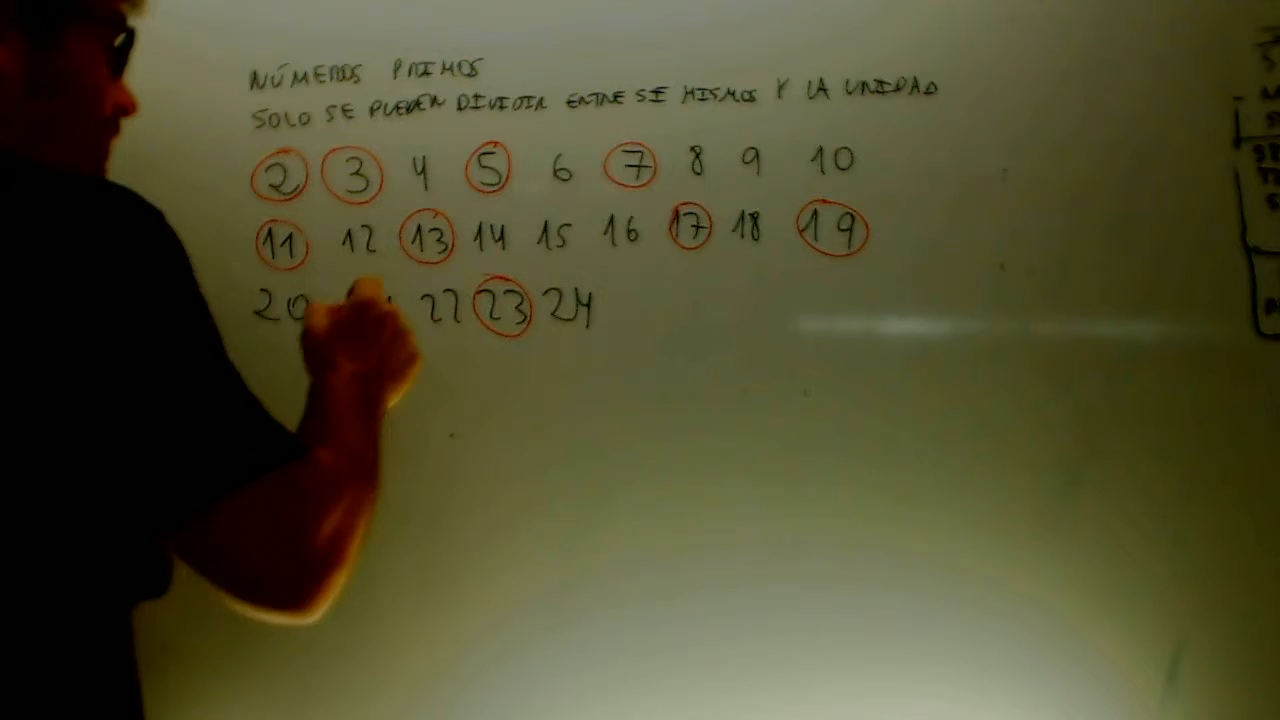 NÚMEROS PRIMOS
SOLO SE PUEDEN DIVIDIR ENTRE SI MISMOS Y LA UNIDAD
2 3 4 5 6 7 8 9 10
11 12 13 14 15 16 17 18 19
20 22 23 24